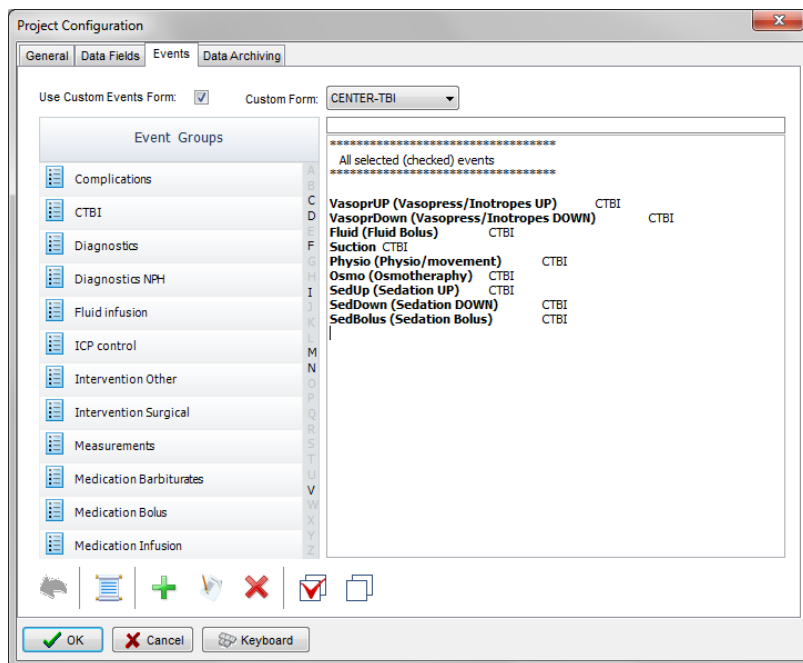 Project Configuration
General Data Fields Events Data Archiving
Use Custom Events Form: Custom Form: CENTER-TBI
Event Groups
Complications
CTBI
Diagnostics
Diagnostics NPH
Fluid infusion
ICP control
Intervention Other
Intervention Surgical
Measurements
Medication Barbiturates
Medication Bolus
Medication Infusion
A
B
C
D
E
F
G
H
I
J
K
L
M
N
O
P
Q
R
S
T
U
V
W
X
Y
Z
**********************************
All selected (checked) events
**********************************
VasoprUP (Vasopress/Inotropes UP) CTBI
VasoprDown (Vasopress/Inotropes DOWN) CTBI
Fluid (Fluid Bolus) CTBI
Suction CTBI
Physio (Physio/movement) CTBI
Osmo (Osmotheraphy) CTBI
SedUp (Sedation UP) CTBI
SedDown (Sedation DOWN) CTBI
SedBolus (Sedation Bolus) CTBI
OK Cancel Keyboard